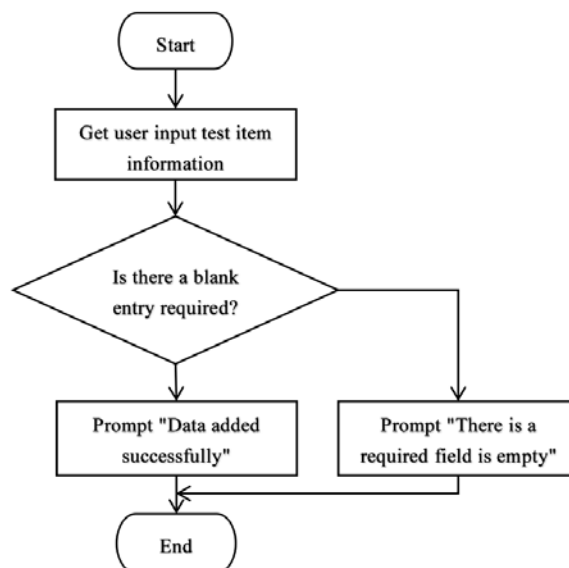 Start
Get user input test item
information
Is there a blank
entry required?
Prompt "Data added
successfully"
Prompt "There is a
required field is empty"
End